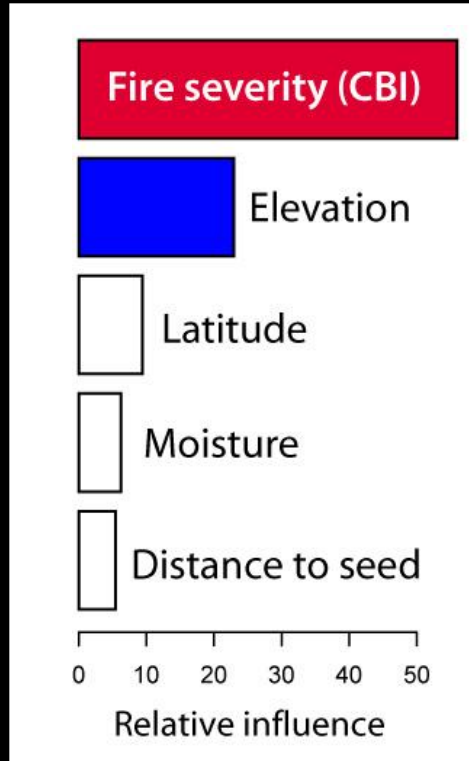 Fire severity (CBI)
Elevation
Latitude
Moisture
Distance to seed
0 10 20 30 40 50
Relative influence